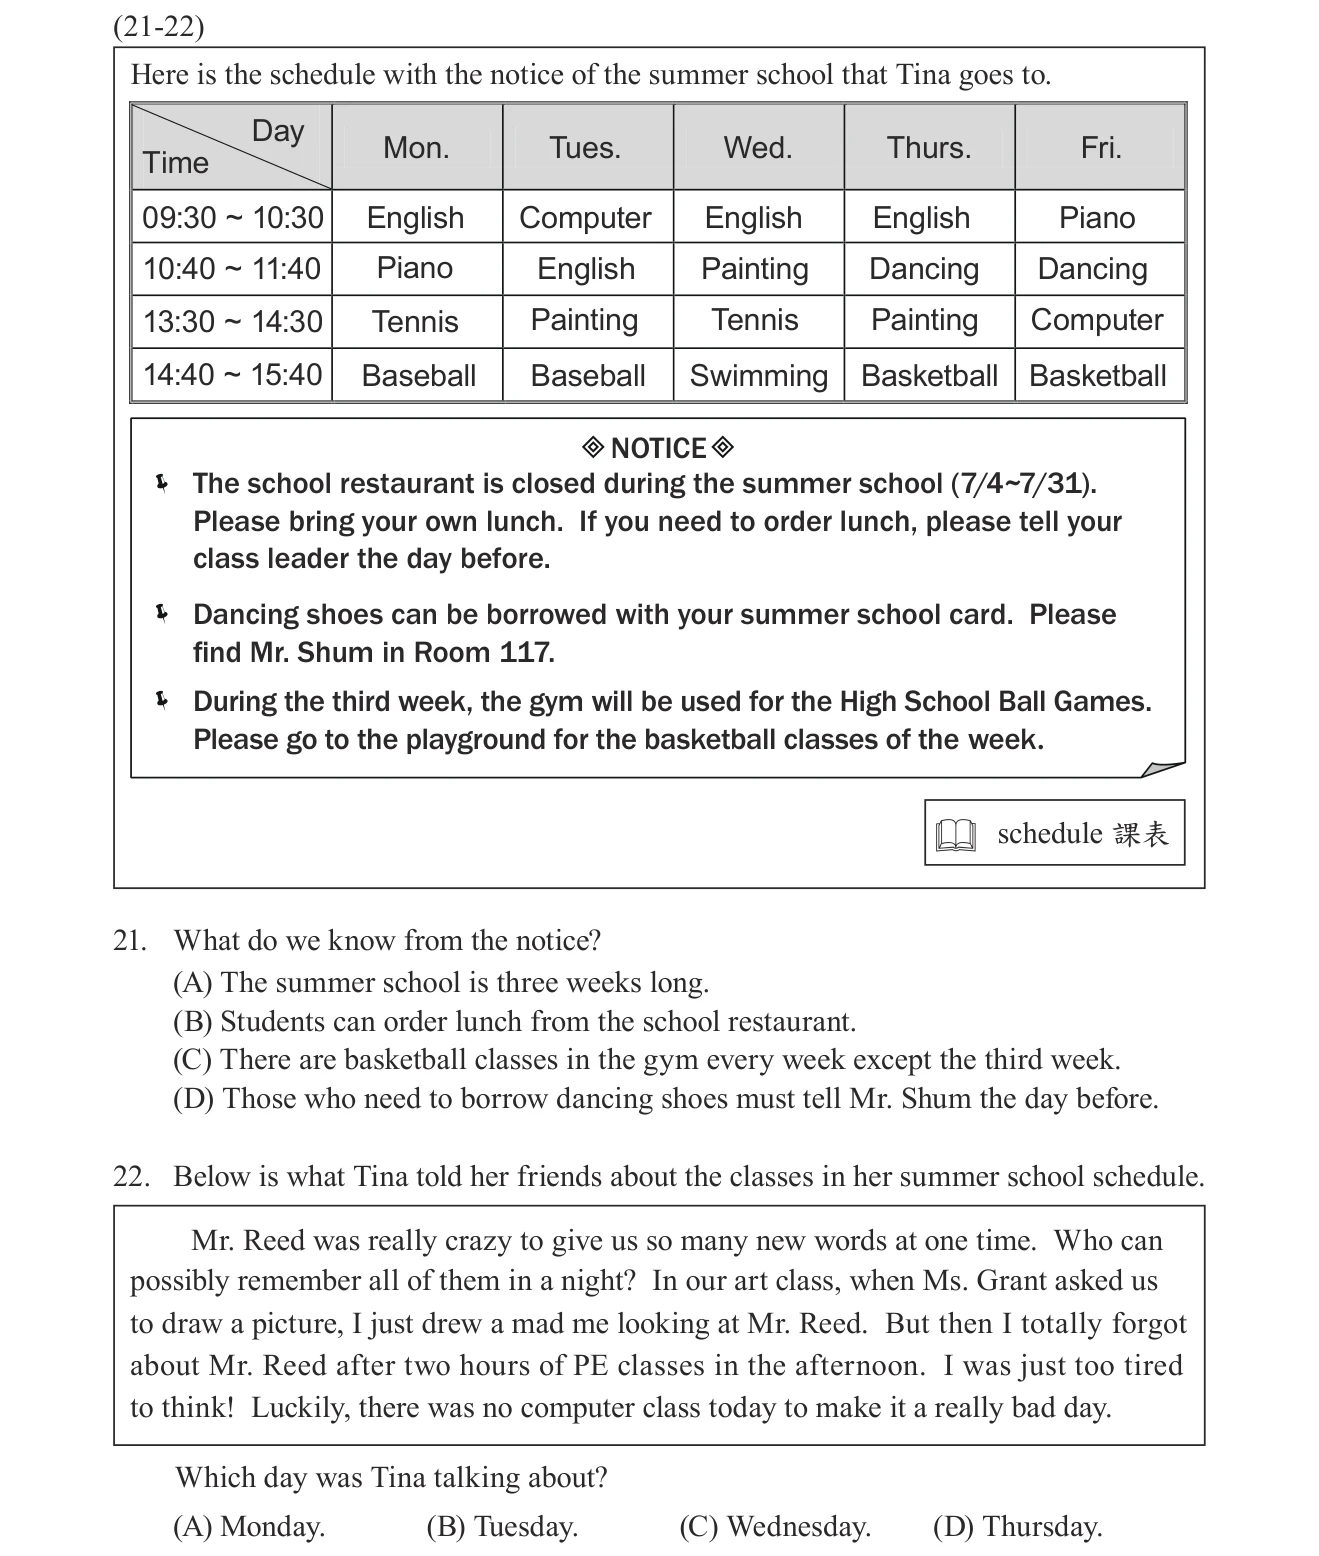 (21-22)
Here is the schedule with the notice of the summer school that Tina goes to.
Day
Time
Mon. Tues. Wed. Thurs. Fri.
09:30 ~ 10:30 English Computer English English Piano
10:40 ~ 11:40 Piano English Painting Dancing Dancing
13:30 ~ 14:30 Tennis Painting Tennis Painting Computer
14:40 ~ 15:40 Baseball Baseball Swimming Basketball Basketball
NOTICE
The school restaurant is closed during the summer school (7/4~7/31).
Please bring your own lunch. If you need to order lunch, please tell your
class leader the day before.
Dancing shoes can be borrowed with your summer school card. Please
find Mr. Shum in Room 117.
During the third week, the gym will be used for the High School Ball Games.
Please go to the playground for the basketball classes of the week.
schedule 課表
21. What do we know from the notice?
(A) The summer school is three weeks long.
(B) Students can order lunch from the school restaurant.
(C) There are basketball classes in the gym every week except the third week.
(D) Those who need to borrow dancing shoes must tell Mr. Shum the day before.
22. Below is what Tina told her friends about the classes in her summer school schedule.
Mr. Reed was really crazy to give us so many new words at one time. Who can
possibly remember all of them in a night? In our art class, when Ms. Grant asked us
to draw a picture, I just drew a mad me looking at Mr. Reed. But then I totally forgot
about Mr. Reed after two hours of PE classes in the afternoon. I was just too tired
to think! Luckily, there was no computer class today to make it a really bad day.
Which day was Tina talking about?
(A) Monday. (B) Tuesday. (C) Wednesday. (D) Thursday.